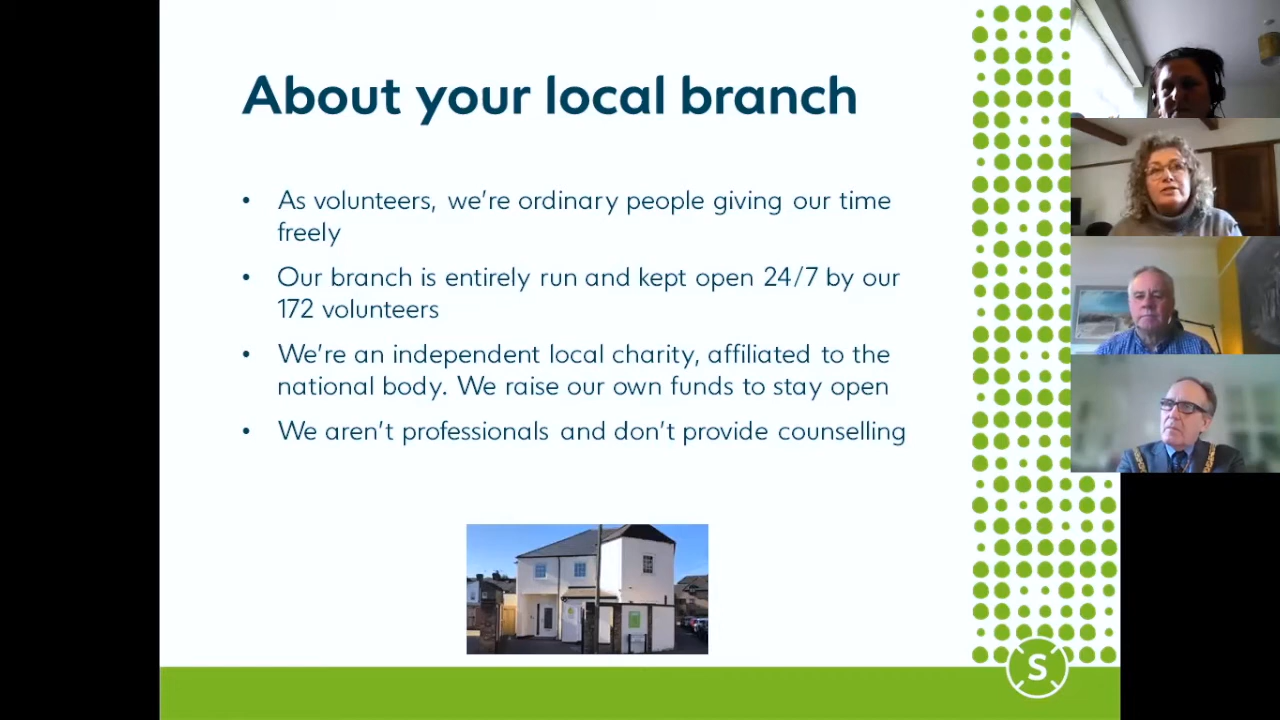 About your local branch
• As volunteers, we're ordinary people giving our time
freely
• Our branch is entirely run and kept open 24/7 by our
172 volunteers
• We're an independent local charity, affiliated to the
national body. We raise our own funds to stay open
• We aren't professionals and don't provide counselling
S